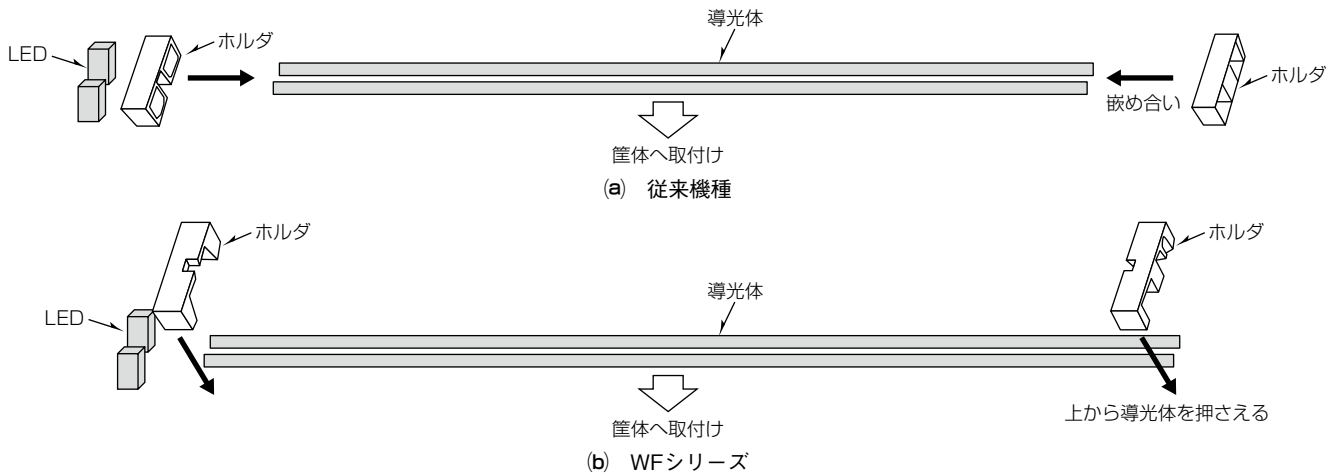 導光体
LED
ホルダ
ホルダ
嵌め合い
筐体へ取付け
(a) 従来機種
ホルダ
ホルダ
導光体
LED
上から導光体を押さえる
筐体へ取付け
(b) WFシリーズ